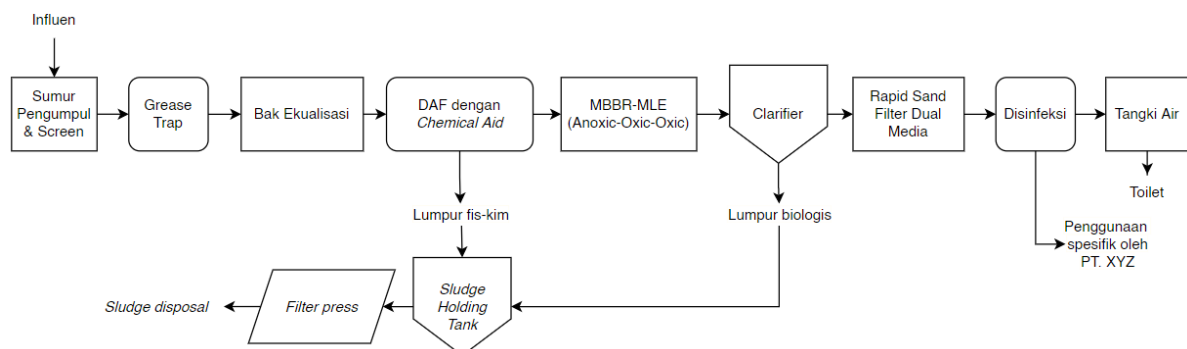 Influen
Sumur
Pengumpul
& Screen
Grease
Trap
Bak Ekualisasi
DAF dengan
Chemical Aid
MBBR-MLE
(Anoxic-Oxic-Oxic)
Clarifier
Rapid Sand
Filter Dual
Media
Disinfeksi
Tangki Air
Toilet
Lumpur fis-kim
Lumpur biologis
Penggunaan
spesifik oleh
PT. XYZ
Sludge disposal
Filter press
Sludge
Holding
Tank